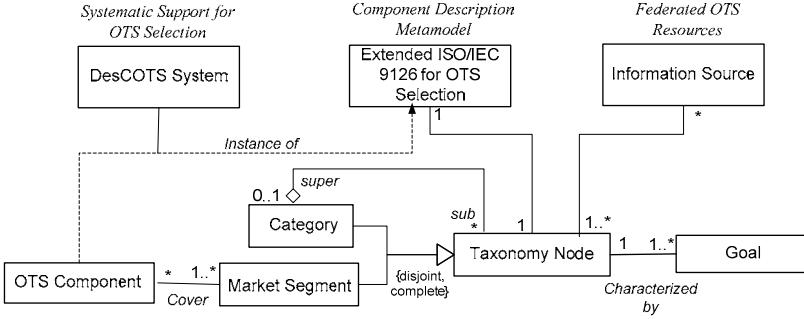 Systematic Support for
OTS Selection
Component Description
Metamodel
Federated OTS
Resources
DesCOTS System
Extended ISO/IEC
9126 for OTS
Selection
Information Source
1
*
Instance of
super
0..1
sub
*
1
1..*
Category
Taxonomy Node
1
1..*
Goal
OTS Component
*
1..*
Cover
Market Segment
{disjoint,
complete}
Characterized
by